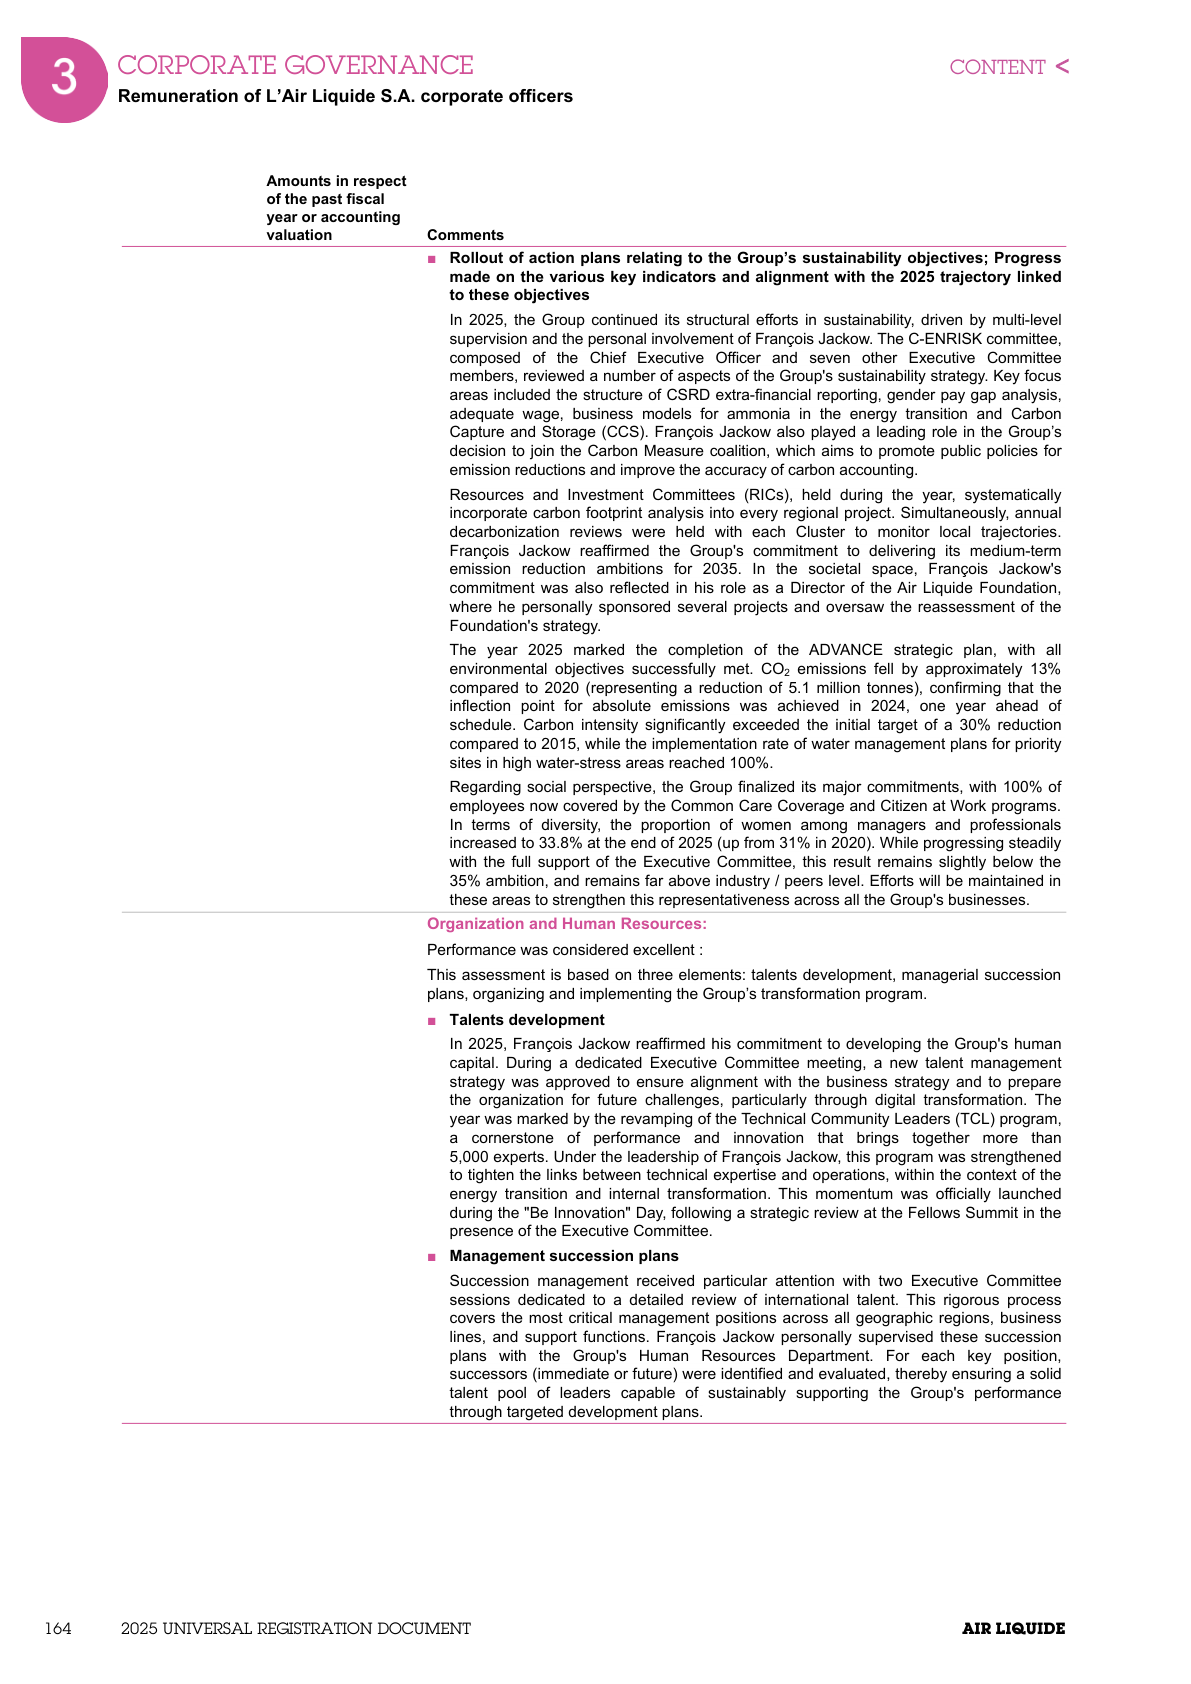 3
CORPORATE GOVERNANCE
CONTENT <
Remuneration of L’Air Liquide S.A. corporate officers
Amounts in respect
of the past fiscal
year or accounting
valuation
Comments
■ Rollout of action plans relating to the Group’s sustainability objectives; Progress
made on the various key indicators and alignment with the 2025 trajectory linked
to these objectives
In 2025, the Group continued its structural efforts in sustainability, driven by multi-level
supervision and the personal involvement of François Jackow. The C-ENRISK committee,
composed of the Chief Executive Officer and seven other Executive Committee
members, reviewed a number of aspects of the Group's sustainability strategy. Key focus
areas included the structure of CSRD extra-financial reporting, gender pay gap analysis,
adequate wage, business models for ammonia in the energy transition and Carbon
Capture and Storage (CCS). François Jackow also played a leading role in the Group’s
decision to join the Carbon Measure coalition, which aims to promote public policies for
emission reductions and improve the accuracy of carbon accounting.
Resources and Investment Committees (RICs), held during the year, systematically
incorporate carbon footprint analysis into every regional project. Simultaneously, annual
decarbonization reviews were held with each Cluster to monitor local trajectories.
François Jackow reaffirmed the Group's commitment to delivering its medium-term
emission reduction ambitions for 2035. In the societal space, François Jackow's
commitment was also reflected in his role as a Director of the Air Liquide Foundation,
where he personally sponsored several projects and oversaw the reassessment of the
Foundation's strategy.
The year 2025 marked the completion of the ADVANCE strategic plan, with all
environmental objectives successfully met. CO₂ emissions fell by approximately 13%
compared to 2020 (representing a reduction of 5.1 million tonnes), confirming that the
inflection point for absolute emissions was achieved in 2024, one year ahead of
schedule. Carbon intensity significantly exceeded the initial target of a 30% reduction
compared to 2015, while the implementation rate of water management plans for priority
sites in high water-stress areas reached 100%.
Regarding social perspective, the Group finalized its major commitments, with 100% of
employees now covered by the Common Care Coverage and Citizen at Work programs.
In terms of diversity, the proportion of women among managers and professionals
increased to 33.8% at the end of 2025 (up from 31% in 2020). While progressing steadily
with the full support of the Executive Committee, this result remains slightly below the
35% ambition, and remains far above industry / peers level. Efforts will be maintained in
these areas to strengthen this representativeness across all the Group's businesses.
Organization and Human Resources:
Performance was considered excellent :
This assessment is based on three elements: talents development, managerial succession
plans, organizing and implementing the Group’s transformation program.
■ Talents development
In 2025, François Jackow reaffirmed his commitment to developing the Group's human
capital. During a dedicated Executive Committee meeting, a new talent management
strategy was approved to ensure alignment with the business strategy and to prepare
the organization for future challenges, particularly through digital transformation. The
year was marked by the revamping of the Technical Community Leaders (TCL) program,
a cornerstone of performance and innovation that brings together more than
5,000 experts. Under the leadership of François Jackow, this program was strengthened
to tighten the links between technical expertise and operations, within the context of the
energy transition and internal transformation. This momentum was officially launched
during the "Be Innovation" Day, following a strategic review at the Fellows Summit in the
presence of the Executive Committee.
■ Management succession plans
Succession management received particular attention with two Executive Committee
sessions dedicated to a detailed review of international talent. This rigorous process
covers the most critical management positions across all geographic regions, business
lines, and support functions. François Jackow personally supervised these succession
plans with the Group's Human Resources Department. For each key position,
successors (immediate or future) were identified and evaluated, thereby ensuring a solid
talent pool of leaders capable of sustainably supporting the Group's performance
through targeted development plans.
164
2025 UNIVERSAL REGISTRATION DOCUMENT
AIR LIQUIDE